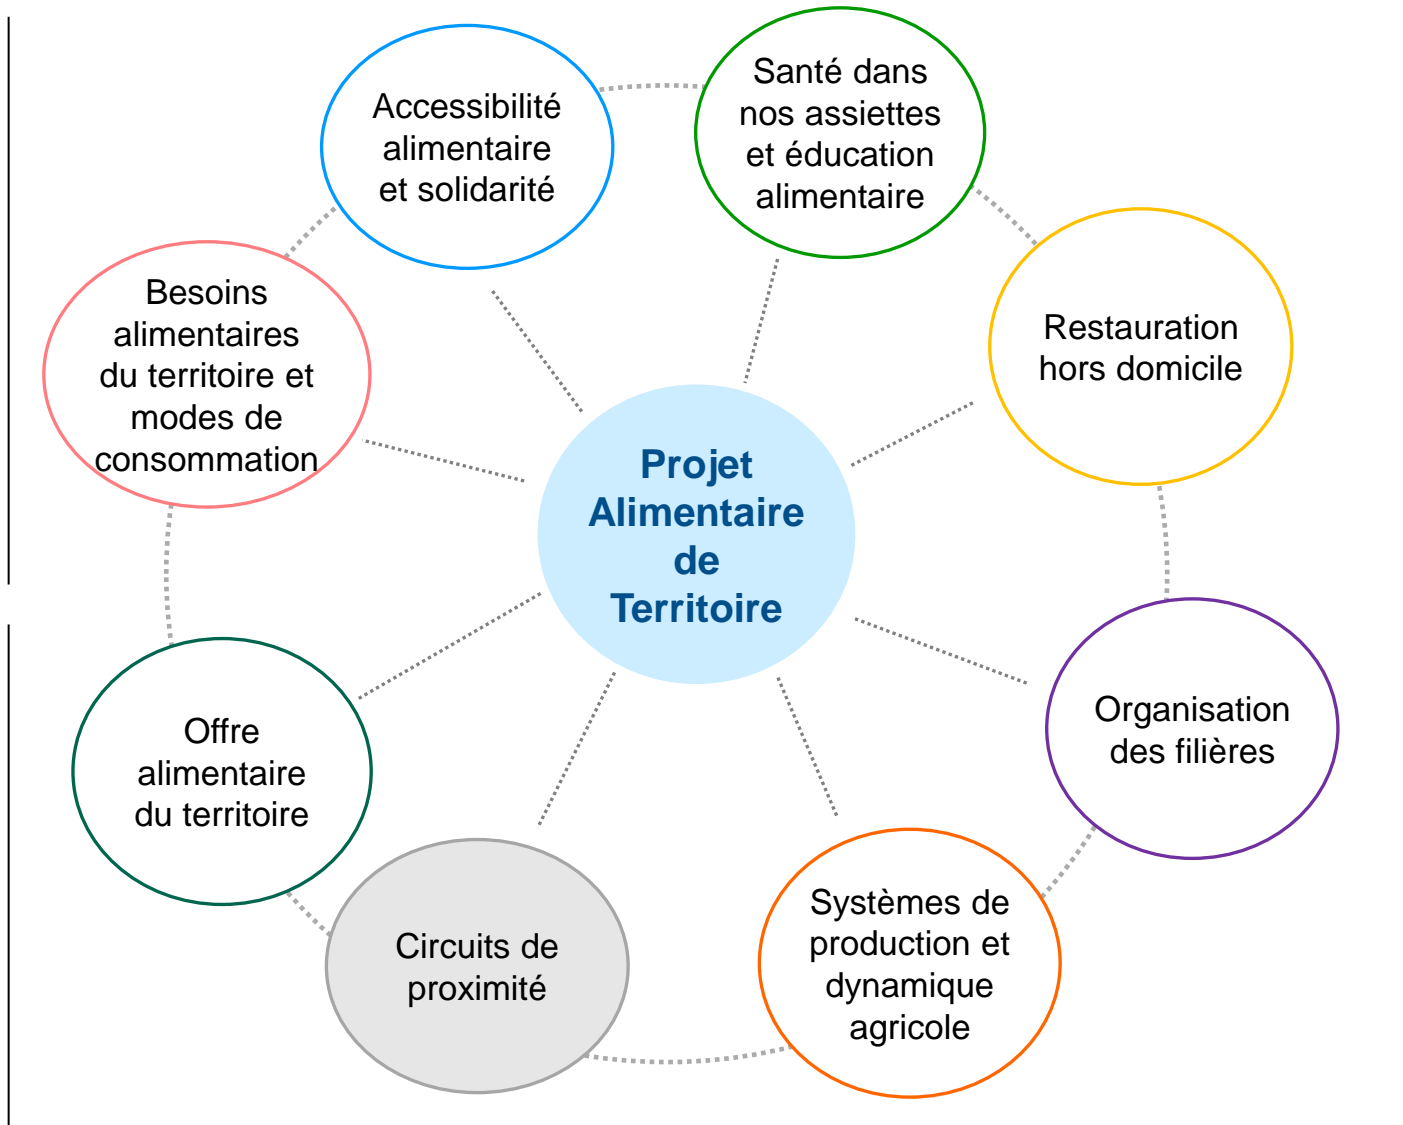 Accessibilité
alimentaire
et solidarité
Santé dans
nos assiettes
et éducation
alimentaire
Besoins
alimentaires
du territoire et
modes de
consommation
Restauration
hors domicile
Projet
Alimentaire
de
Territoire
Offre
alimentaire
du territoire
Organisation
des filières
Circuits de
proximité
Systèmes de
production et
dynamique
agricole